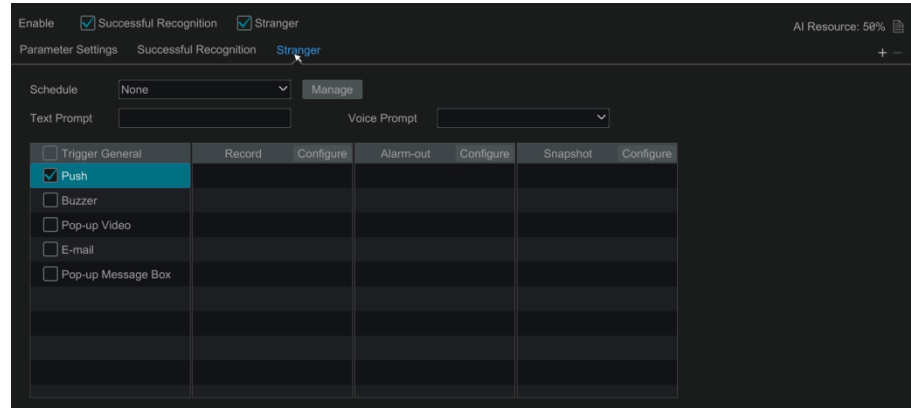 Enable Successful Recognition Stranger AI Resource: 50%
Parameter Settings Successful Recognition Stranger + −
Schedule None Manage
Text Prompt Voice Prompt
Trigger General Record Configure Alarm-out Configure Snapshot Configure
Push
Buzzer
Pop-up Video
E-mail
Pop-up Message Box